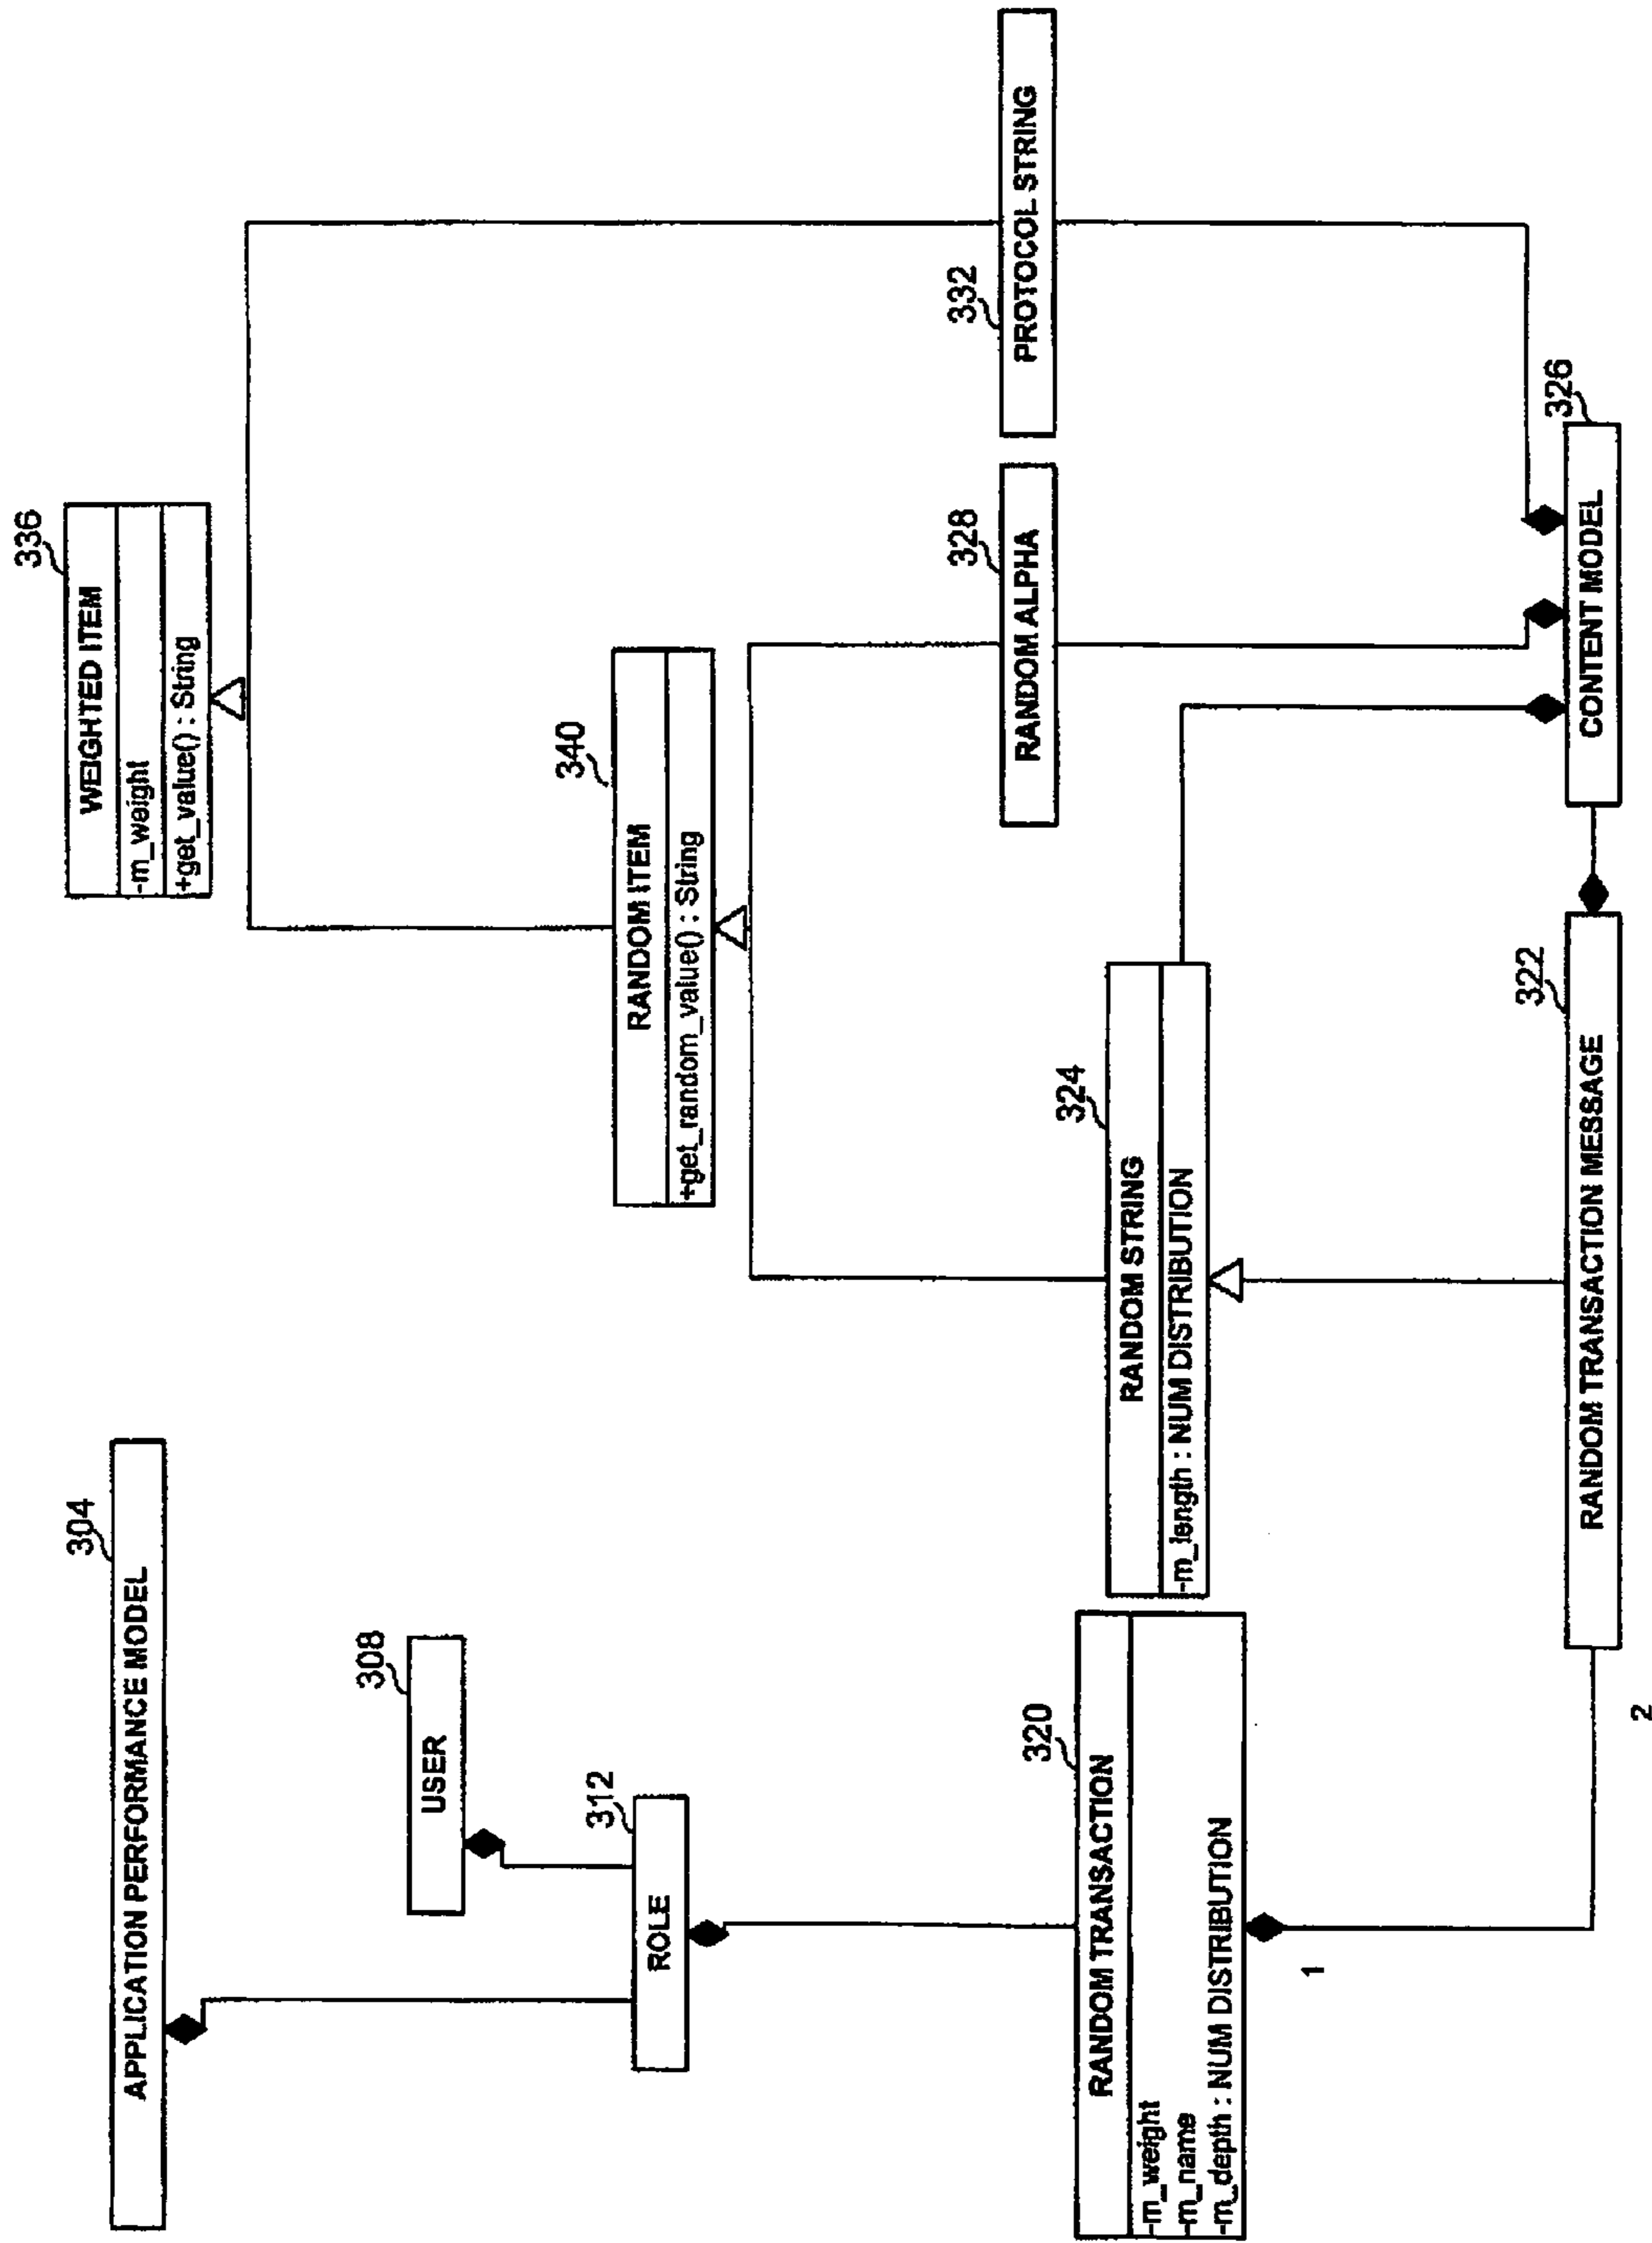 304
APPLICATION PERFORMANCE MODEL
308
USER
312
ROLE
320
RANDOM TRANSACTION
-m_weight
-m_name
-m_depth : NUM DISTRIBUTION
1
2
336
WEIGHTED ITEM
-m_weight
+get_value() : String
340
RANDOM ITEM
+get_random_value() : String
324
RANDOM STRING
-m_length : NUM DISTRIBUTION
328
RANDOM ALPHA
332
PROTOCOL STRING
322
RANDOM TRANSACTION MESSAGE
326
CONTENT MODEL